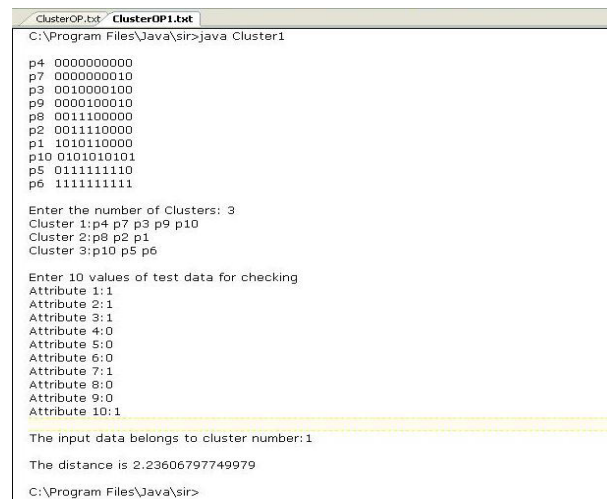 ClusterOP.txt ClusterOP1.txt
C:\Program Files\Java\sir>java Cluster1
p4 0000000000
p7 0000000010
p3 0010000100
p9 0000100010
p8 0011100000
p2 0011110000
p1 1010110000
p10 0101010101
p5 0111111110
p6 1111111111
Enter the number of Clusters: 3
Cluster 1:p4 p7 p3 p9 p10
Cluster 2:p8 p2 p1
Cluster 3:p10 p5 p6
Enter 10 values of test data for checking
Attribute 1:1
Attribute 2:1
Attribute 3:1
Attribute 4:0
Attribute 5:0
Attribute 6:0
Attribute 7:1
Attribute 8:0
Attribute 9:0
Attribute 10:1
The input data belongs to cluster number:1
The distance is 2.23606797749979
C:\Program Files\Java\sir>